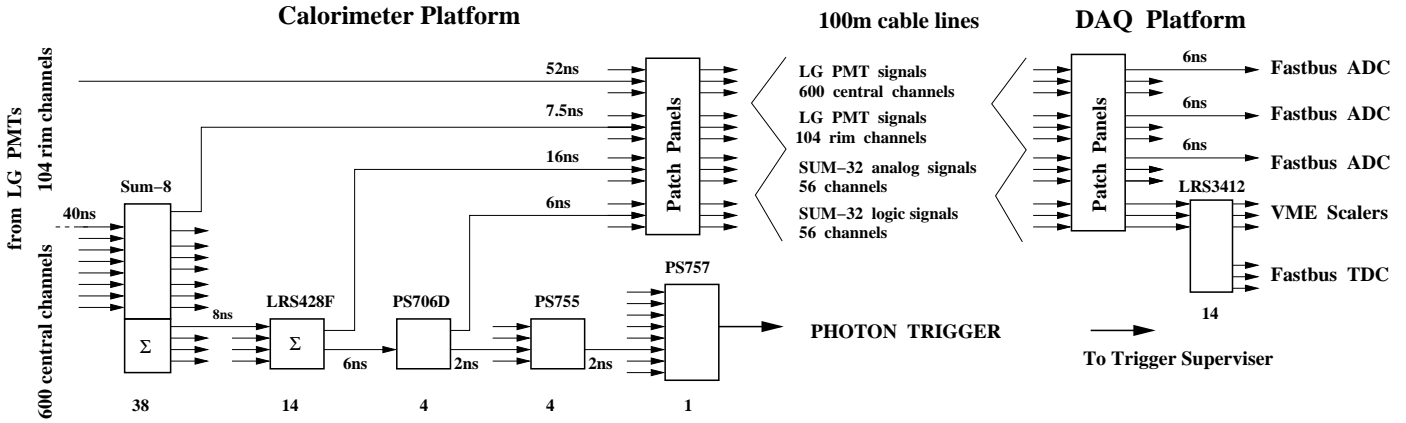 Calorimeter Platform
100m cable lines
DAQ Platform
from LG PMTs
104 rim channels
600 central channels
52ns
7.5ns
16ns
6ns
40ns
Sum−8
Σ
8ns
LRS428F
Σ
6ns
PS706D
2ns
PS755
2ns
PS757
Patch Panels
38
14
4
4
1
LG PMT signals
600 central channels
LG PMT signals
104 rim channels
SUM−32 analog signals
56 channels
SUM−32 logic signals
56 channels
PHOTON TRIGGER
Patch Panels
6ns
Fastbus ADC
6ns
Fastbus ADC
6ns
Fastbus ADC
LRS3412
VME Scalers
Fastbus TDC
14
To Trigger Superviser